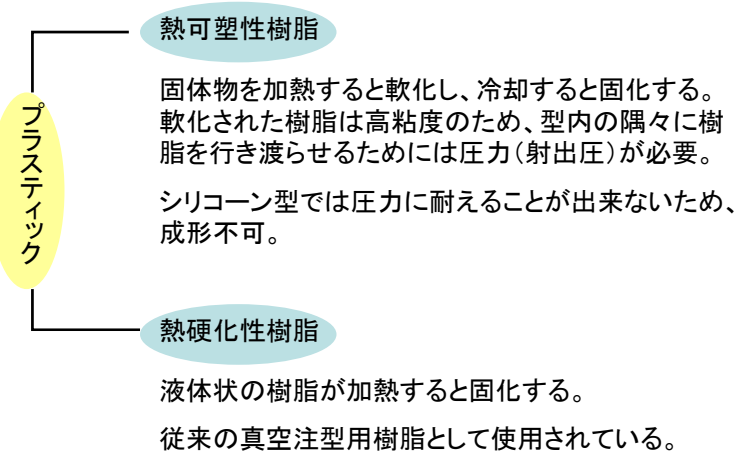 プラスティック
熱可塑性樹脂
固体物を加熱すると軟化し、冷却すると固化する。
軟化された樹脂は高粘度のため、型内の隅々に樹
脂を行き渡らせるためには圧力（射出圧）が必要。
シリコーン型では圧力に耐えることが出来ないため、
成形不可。
熱硬化性樹脂
液体状の樹脂が加熱すると固化する。
従来の真空注型用樹脂として使用されている。